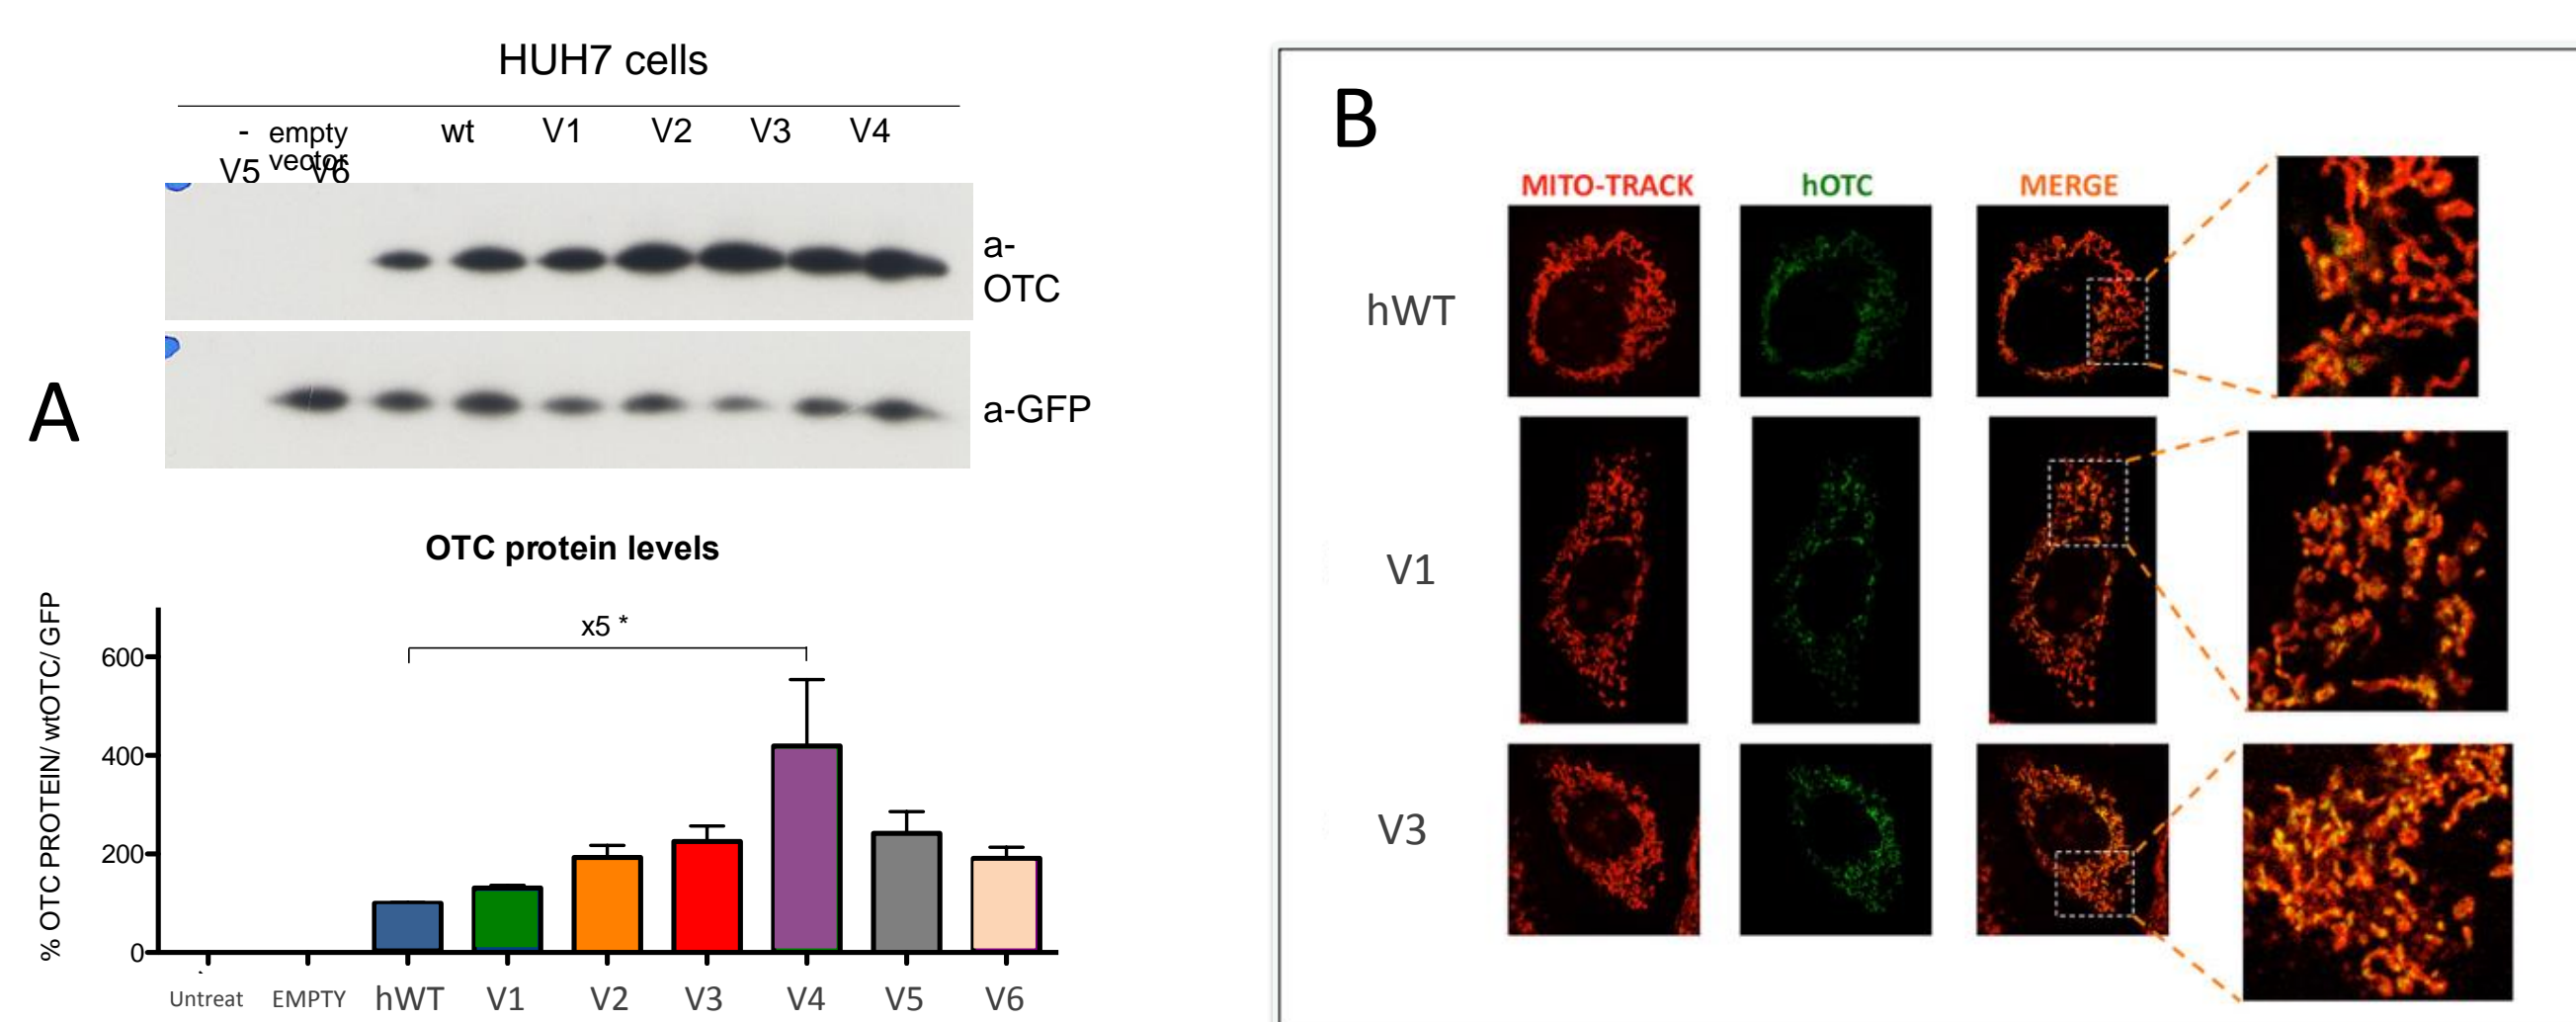 HUH7 cells
- empty vector wt V1 V2 V3 V4
V5 V6
a-
OTC
a-GFP
A
OTC protein levels
% OTC PROTEIN/ wtOTC/ GFP
x5 *
600
400
200
0
Untreat EMPTY hWT V1 V2 V3 V4 V5 V6
B
MITO-TRACK hOTC MERGE
hWT
V1
V3